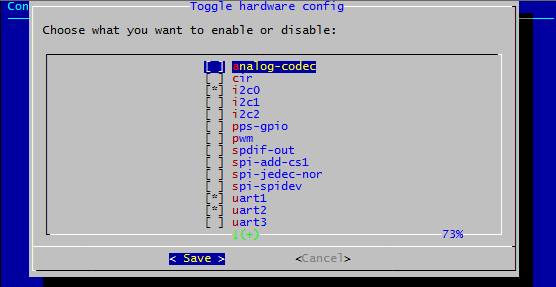 Con
Toggle hardware config
Choose what you want to enable or disable:
[ ] analog-codec
[ ] cir
[*] i2c0
[ ] i2c1
[ ] i2c2
[ ] pps-gpio
[ ] pwm
[ ] spdif-out
[ ] spi-add-cs1
[ ] spi-jedec-nor
[ ] spi-spidev
[*] uart1
[*] uart2
[ ] uart3
↓(+) 73%
< Save > <Cancel>